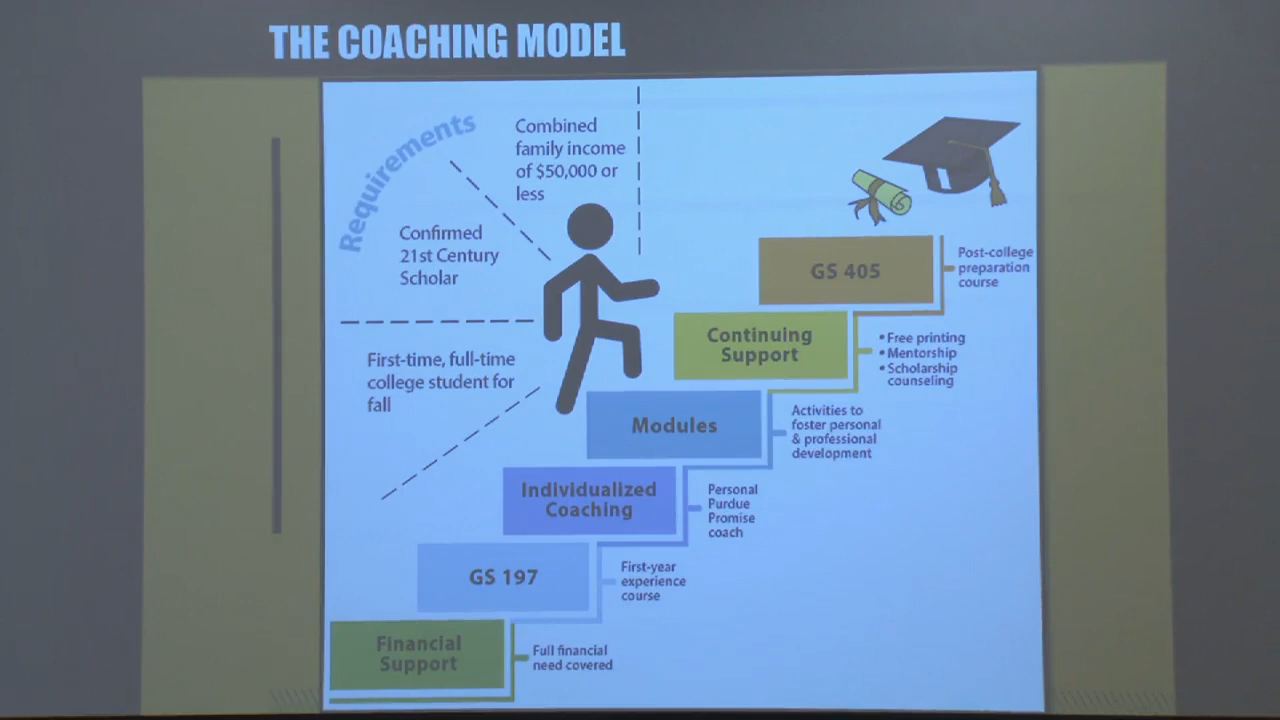 THE COACHING MODEL
Requirements
Combined
family income
of $50,000 or
less
Confirmed
21st Century
Scholar
First-time, full-time
college student for
fall
GS 405
Post-college
preparation
course
Continuing
Support
• Free printing
• Mentorship
• Scholarship
counseling
Modules
Activities to
foster personal
& professional
development
Individualized
Coaching
Personal
Purdue
Promise
coach
GS 197
First-year
experience
course
Financial
Support
Full financial
need covered